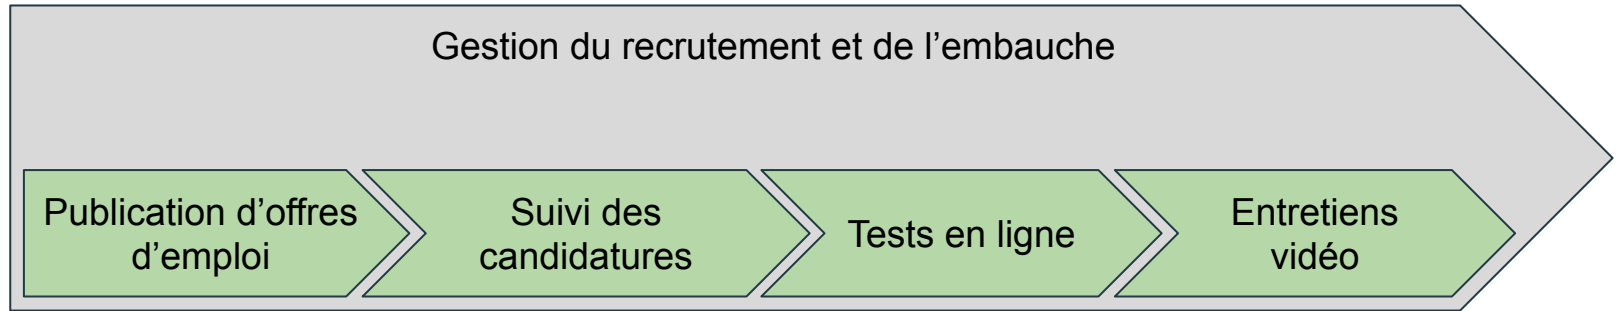 Gestion du recrutement et de l’embauche
Publication d’offres
d’emploi
Suivi des
candidatures
Tests en ligne
Entretiens
vidéo